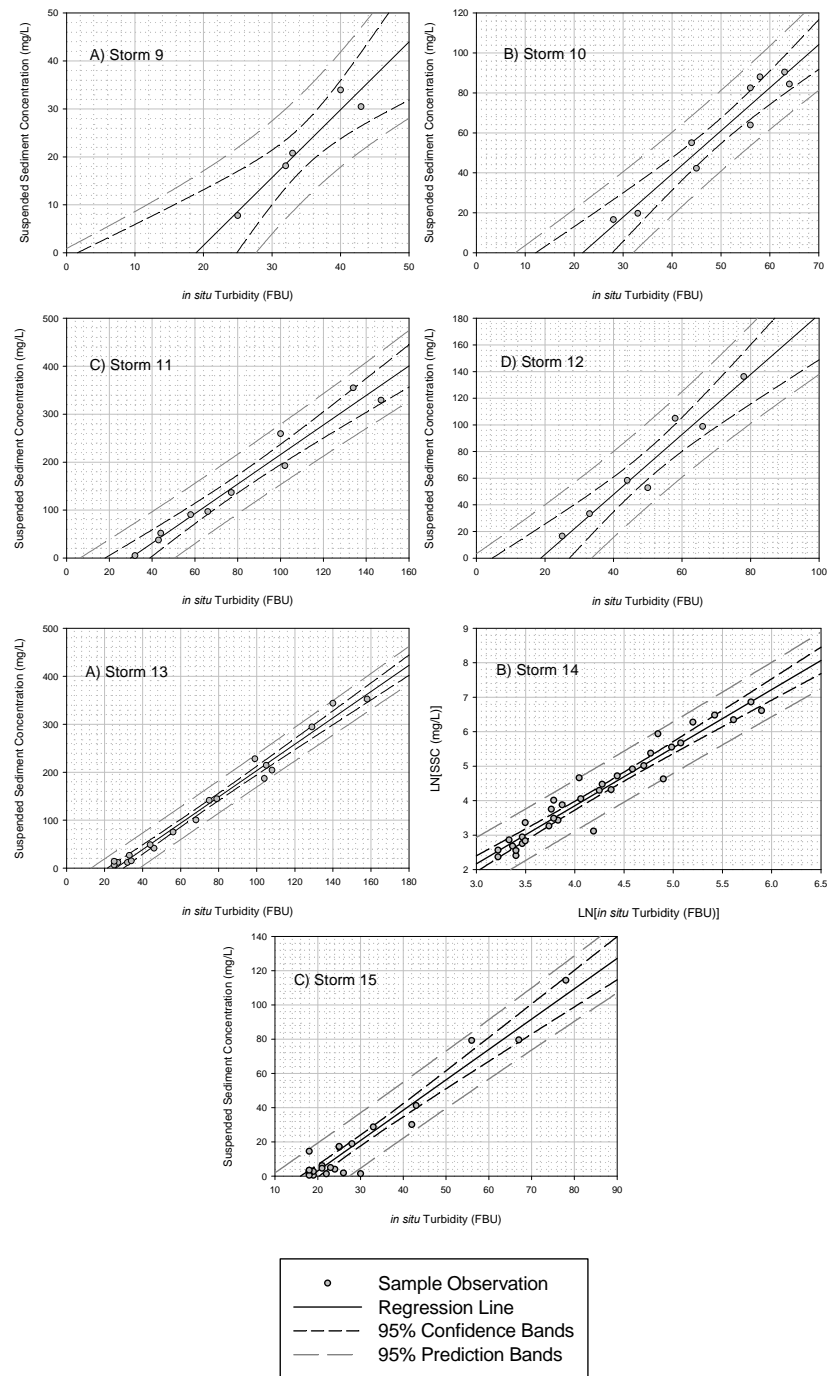 A) Storm 9
Suspended Sediment Concentration (mg/L)
50
40
30
20
10
0
0 10 20 30 40 50
in situ Turbidity (FBU)
B) Storm 10
Suspended Sediment Concentration (mg/L)
120
100
80
60
40
20
0
0 10 20 30 40 50 60 70
in situ Turbidity (FBU)
C) Storm 11
Suspended Sediment Concentration (mg/L)
500
400
300
200
100
0
0 20 40 60 80 100 120 140 160
in situ Turbidity (FBU)
D) Storm 12
Suspended Sediment Concentration (mg/L)
180
160
140
120
100
80
60
40
20
0
0 20 40 60 80 100
in situ Turbidity (FBU)
A) Storm 13
Suspended Sediment Concentration (mg/L)
500
400
300
200
100
0
0 20 40 60 80 100 120 140 160 180
in situ Turbidity (FBU)
B) Storm 14
LN[SSC (mg/L)]
9
8
7
6
5
4
3
2
3.0 3.5 4.0 4.5 5.0 5.5 6.0 6.5
LN[in situ Turbidity (FBU)]
C) Storm 15
Suspended Sediment Concentration (mg/L)
140
120
100
80
60
40
20
0
10 20 30 40 50 60 70 80 90
in situ Turbidity (FBU)
Sample Observation
Regression Line
95% Confidence Bands
95% Prediction Bands